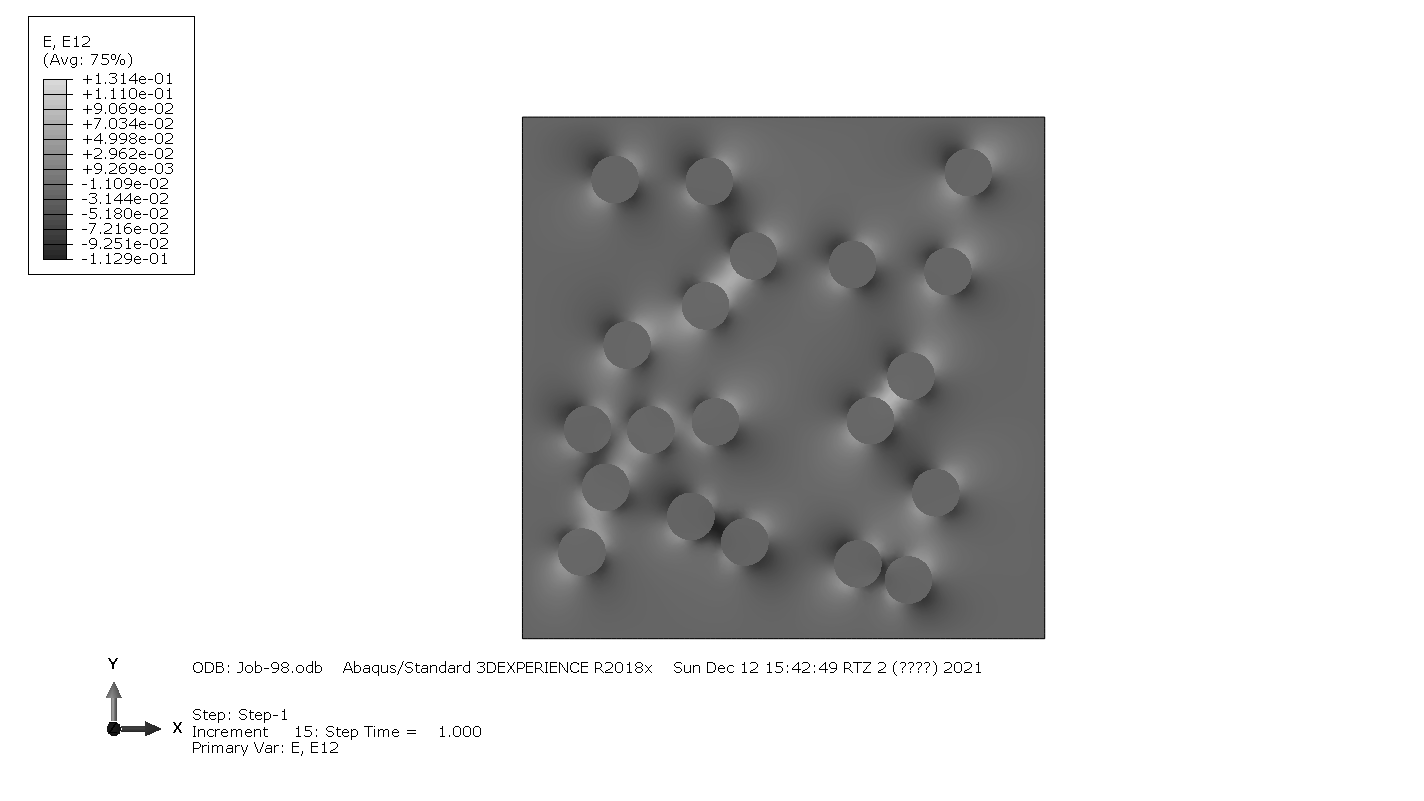 E, E12
(Avg: 75%)
+1.314e-01
+1.110e-01
+9.069e-02
+7.034e-02
+4.998e-02
+2.962e-02
+9.269e-03
-1.109e-02
-3.144e-02
-5.180e-02
-7.216e-02
-9.251e-02
-1.129e-01
Y
X
ODB: Job-98.odb Abaqus/Standard 3DEXPERIENCE R2018x Sun Dec 12 15:42:49 RTZ 2 (????) 2021
Step: Step-1
Increment 15: Step Time = 1.000
Primary Var: E, E12